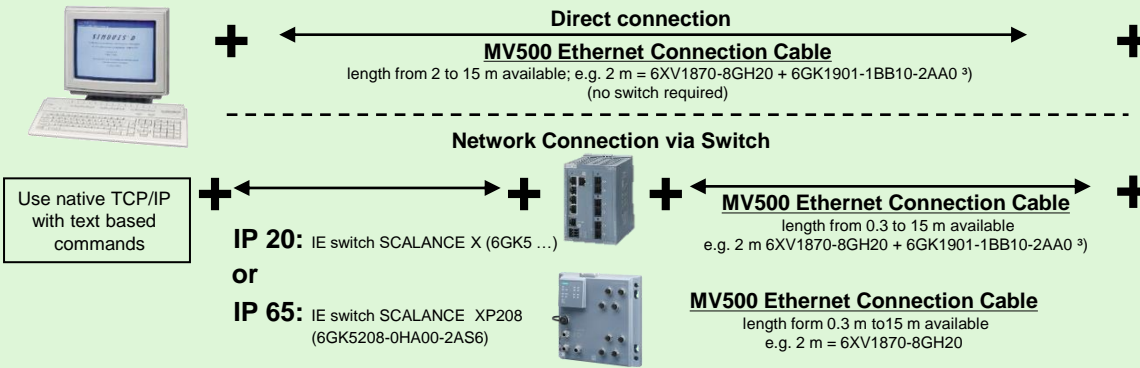 Direct connection
MV500 Ethernet Connection Cable
length from 2 to 15 m available; e.g. 2 m = 6XV1870-8GH20 + 6GK1901-1BB10-2AA0 ³)
(no switch required)
Network Connection via Switch
Use native TCP/IP
with text based
commands
IP 20: IE switch SCALANCE X (6GK5 …)
or
IP 65: IE switch SCALANCE XP208
(6GK5208-0HA00-2AS6)
MV500 Ethernet Connection Cable
length from 0.3 to 15 m available
e.g. 2 m 6XV1870-8GH20 + 6GK1901-1BB10-2AA0 ³)
MV500 Ethernet Connection Cable
length form 0.3 m to15 m available
e.g. 2 m = 6XV1870-8GH20